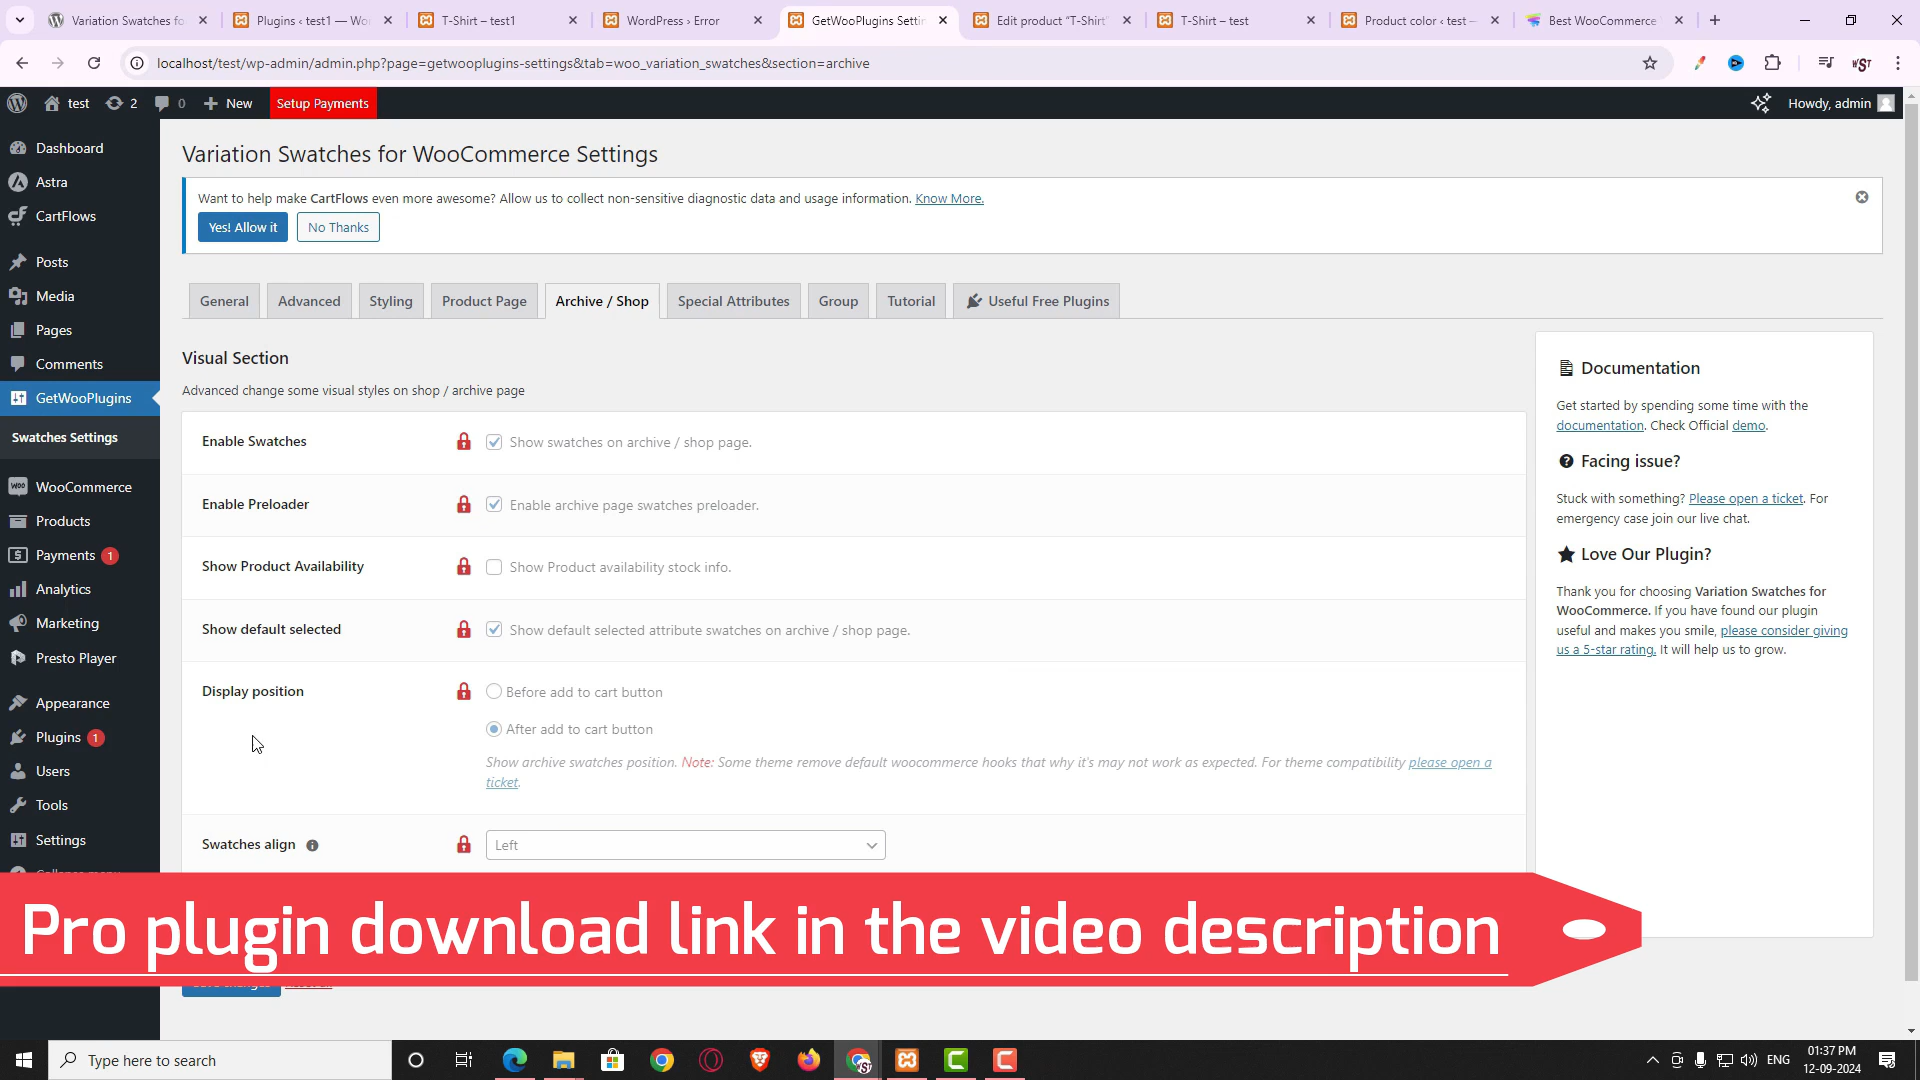 Variation Swatches fo
Plugins ‹ test1 — Wo
T-Shirt – test1
WordPress › Error
GetWooPlugins Settin
Edit product "T-Shirt"
T-Shirt – test
Product color ‹ test —
Best WooCommerce
localhost/test/wp-admin/admin.php?page=getwooplugins-settings&tab=woo_variation_swatches&section=archive
test
2
0
New
Setup Payments
Howdy, admin
Dashboard
Astra
CartFlows
Posts
Media
Pages
Comments
GetWooPlugins
Swatches Settings
WooCommerce
Products
Payments 1
Analytics
Marketing
Presto Player
Appearance
Plugins 1
Users
Tools
Settings
Variation Swatches for WooCommerce Settings
Want to help make CartFlows even more awesome? Allow us to collect non-sensitive diagnostic data and usage information. Know More.
Yes! Allow it
No Thanks
General
Advanced
Styling
Product Page
Archive / Shop
Special Attributes
Group
Tutorial
Useful Free Plugins
Visual Section
Advanced change some visual styles on shop / archive page
Enable Swatches
Show swatches on archive / shop page.
Enable Preloader
Enable archive page swatches preloader.
Show Product Availability
Show Product availability stock info.
Show default selected
Show default selected attribute swatches on archive / shop page.
Display position
Before add to cart button
After add to cart button
Show archive swatches position. Note: Some theme remove default woocommerce hooks that why it's may not work as expected. For theme compatibility please open a
ticket.
Swatches align
Left
Documentation
Get started by spending some time with the
documentation. Check Official demo.
Facing issue?
Stuck with something? Please open a ticket. For
emergency case join our live chat.
Love Our Plugin?
Thank you for choosing Variation Swatches for
WooCommerce. If you have found our plugin
useful and makes you smile, please consider giving
us a 5-star rating. It will help us to grow.
Pro plugin download link in the video description
Type here to search
ENG
01:37 PM
12-09-2024